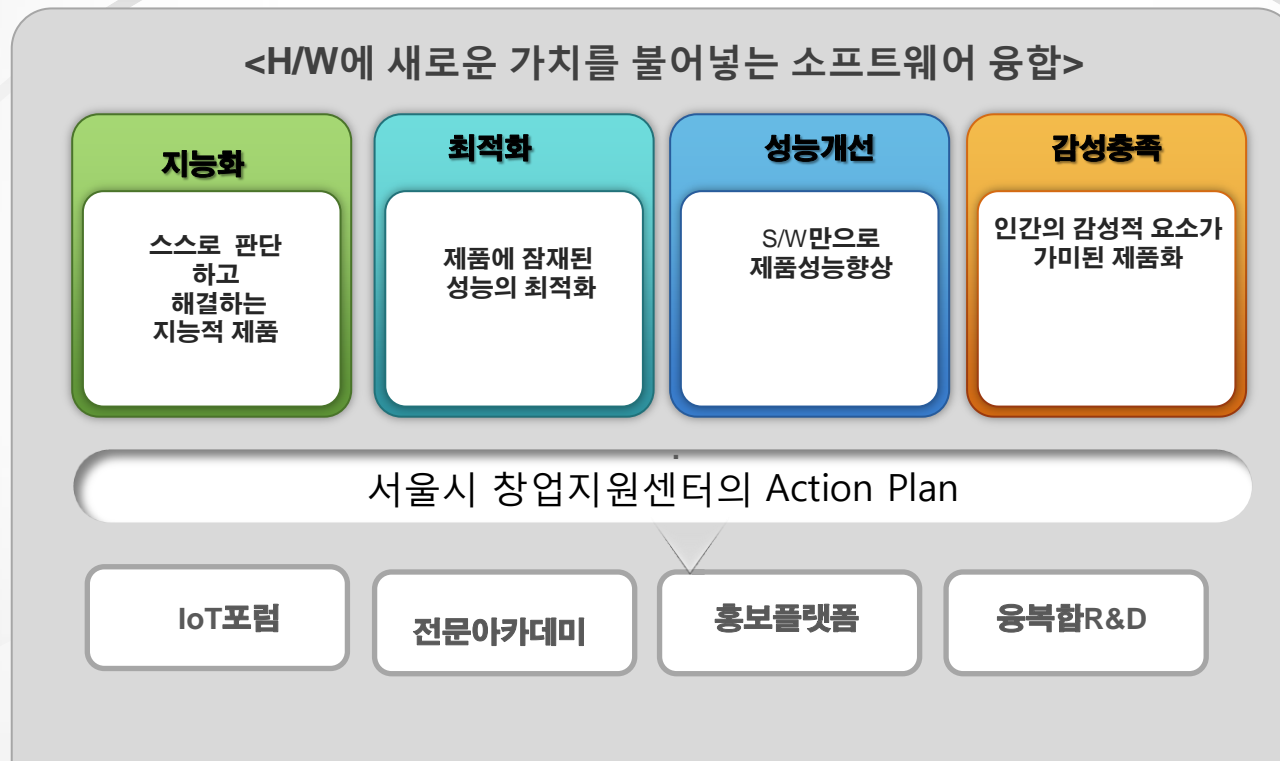 <H/W에 새로운 가치를 불어넣는 소프트웨어 융합>
지능화
스스로 판단
하고
해결하는
지능적 제품
최적화
제품에 잠재된
성능의 최적화
성능개선
S/W만으로
제품성능향상
감성충족
인간의 감성적 요소가
가미된 제품화
서울시 창업지원센터의 Action Plan
IoT포럼
전문아카데미
홍보플랫폼
융복합R&D